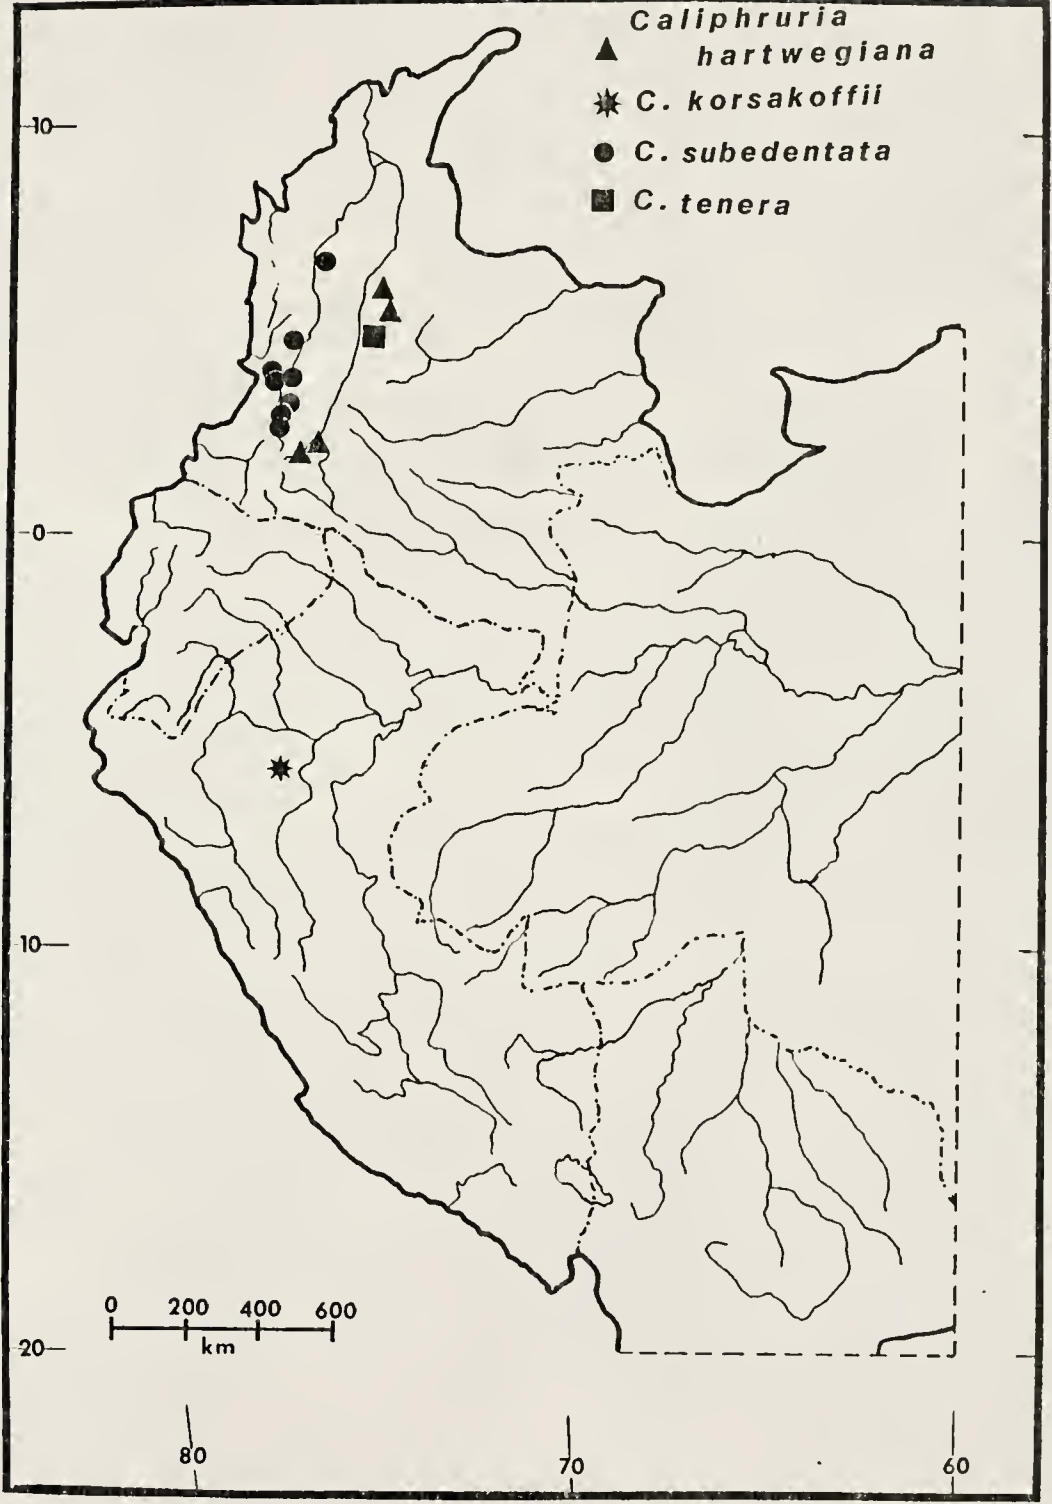 Caliphruria
▲ hartwegiana
✷ C. korsakoffii
● C. subedentata
■ C. tenera
10
0
10
20
0 200 400 600
km
80
70
60